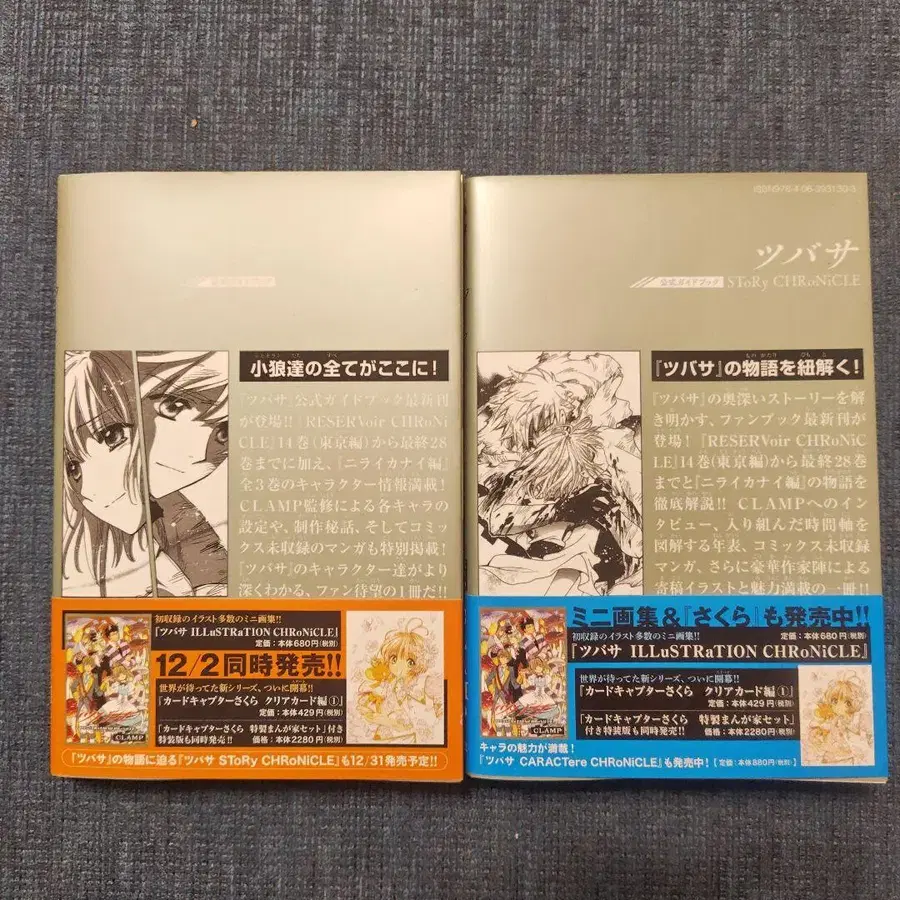 公式ガイドブック
小狼達の全てがここに！
『ツバサ』公式ガイドブック最新刊
が登場!!『RESERVoir CHRoNi
CLE』14巻（東京編）から最終28
巻までに加え、『ニライカナイ編』
全3巻のキャラクター情報満載！
CLAMP監修による各キャラの
設定や、制作秘話、そしてコミッ
クス未収録のマンガも特別掲載！
『ツバサ』のキャラクター達がより
深くわかる、ファン待望の1冊だ!!
初収録のイラスト多数のミニ画集!!
『ツバサ ILLuSTRaTION CHRoNiCLE』
定価：本体680円（税別）
12/2同時発売!!
世界が待ってた新シリーズ、ついに開幕!!
『カードキャプターさくら クリアカード編①』
定価：本体429円（税別）
『カードキャプターさくら 特製まんが家セット』付き
特装版も同時発売!!
価格：本体2280円（税別）
CLAMP
『ツバサ』の物語に迫る『ツバサ SToRy CHRoNiCLE』も12/31発売予定!!
ツバサ
公式ガイドブック SToRy CHRoNiCLE
『ツバサ』の物語を紐解く！
『ツバサ』の奥深いストーリーを解
き明かす、ファンブック最新刊が
登場！『RESERVoir CHRoNiC
LE』14巻（東京編）から最終28巻
までと『ニライカナイ編』の物語を
徹底解説!! CLAMPへのイン
タビュー、入り組んだ時間軸を
図解する年表、コミックス未収録
マンガ、さらに豪華作家陣による
寄稿イラストと魅力満載の一冊!!
ミニ画集＆『さくら』も発売中!!
初収録のイラスト多数のミニ画集!!
定価：本体680円（税別）
『ツバサ ILLuSTRaTION CHRoNiCLE』
世界が待ってた新シリーズ、ついに開幕!!
『カードキャプターさくら クリアカード編①』
定価：本体429円（税別）
『カードキャプターさくら 特製まんが家セット』
付き特装版も同時発売!!
価格：本体2280円（税別）
CLAMP
キャラの魅力が満載！
『ツバサ CARACTere CHRoNiCLE』も発売中！［定価：本体880円（税別）］